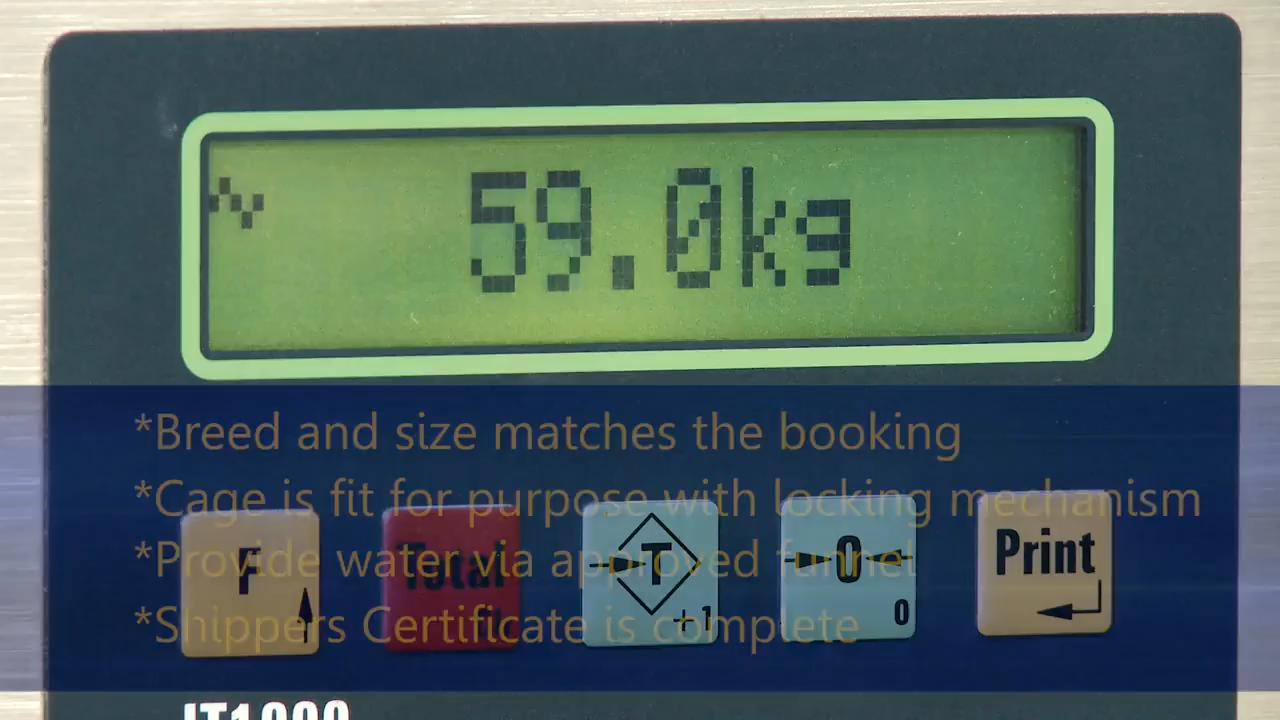 59.0kg
*Breed and size matches the booking
*Cage is fit for purpose with locking mechanism
*Provide water via approved funnel
*Shippers Certificate is complete
F
Total
T
+1
0
0
Print